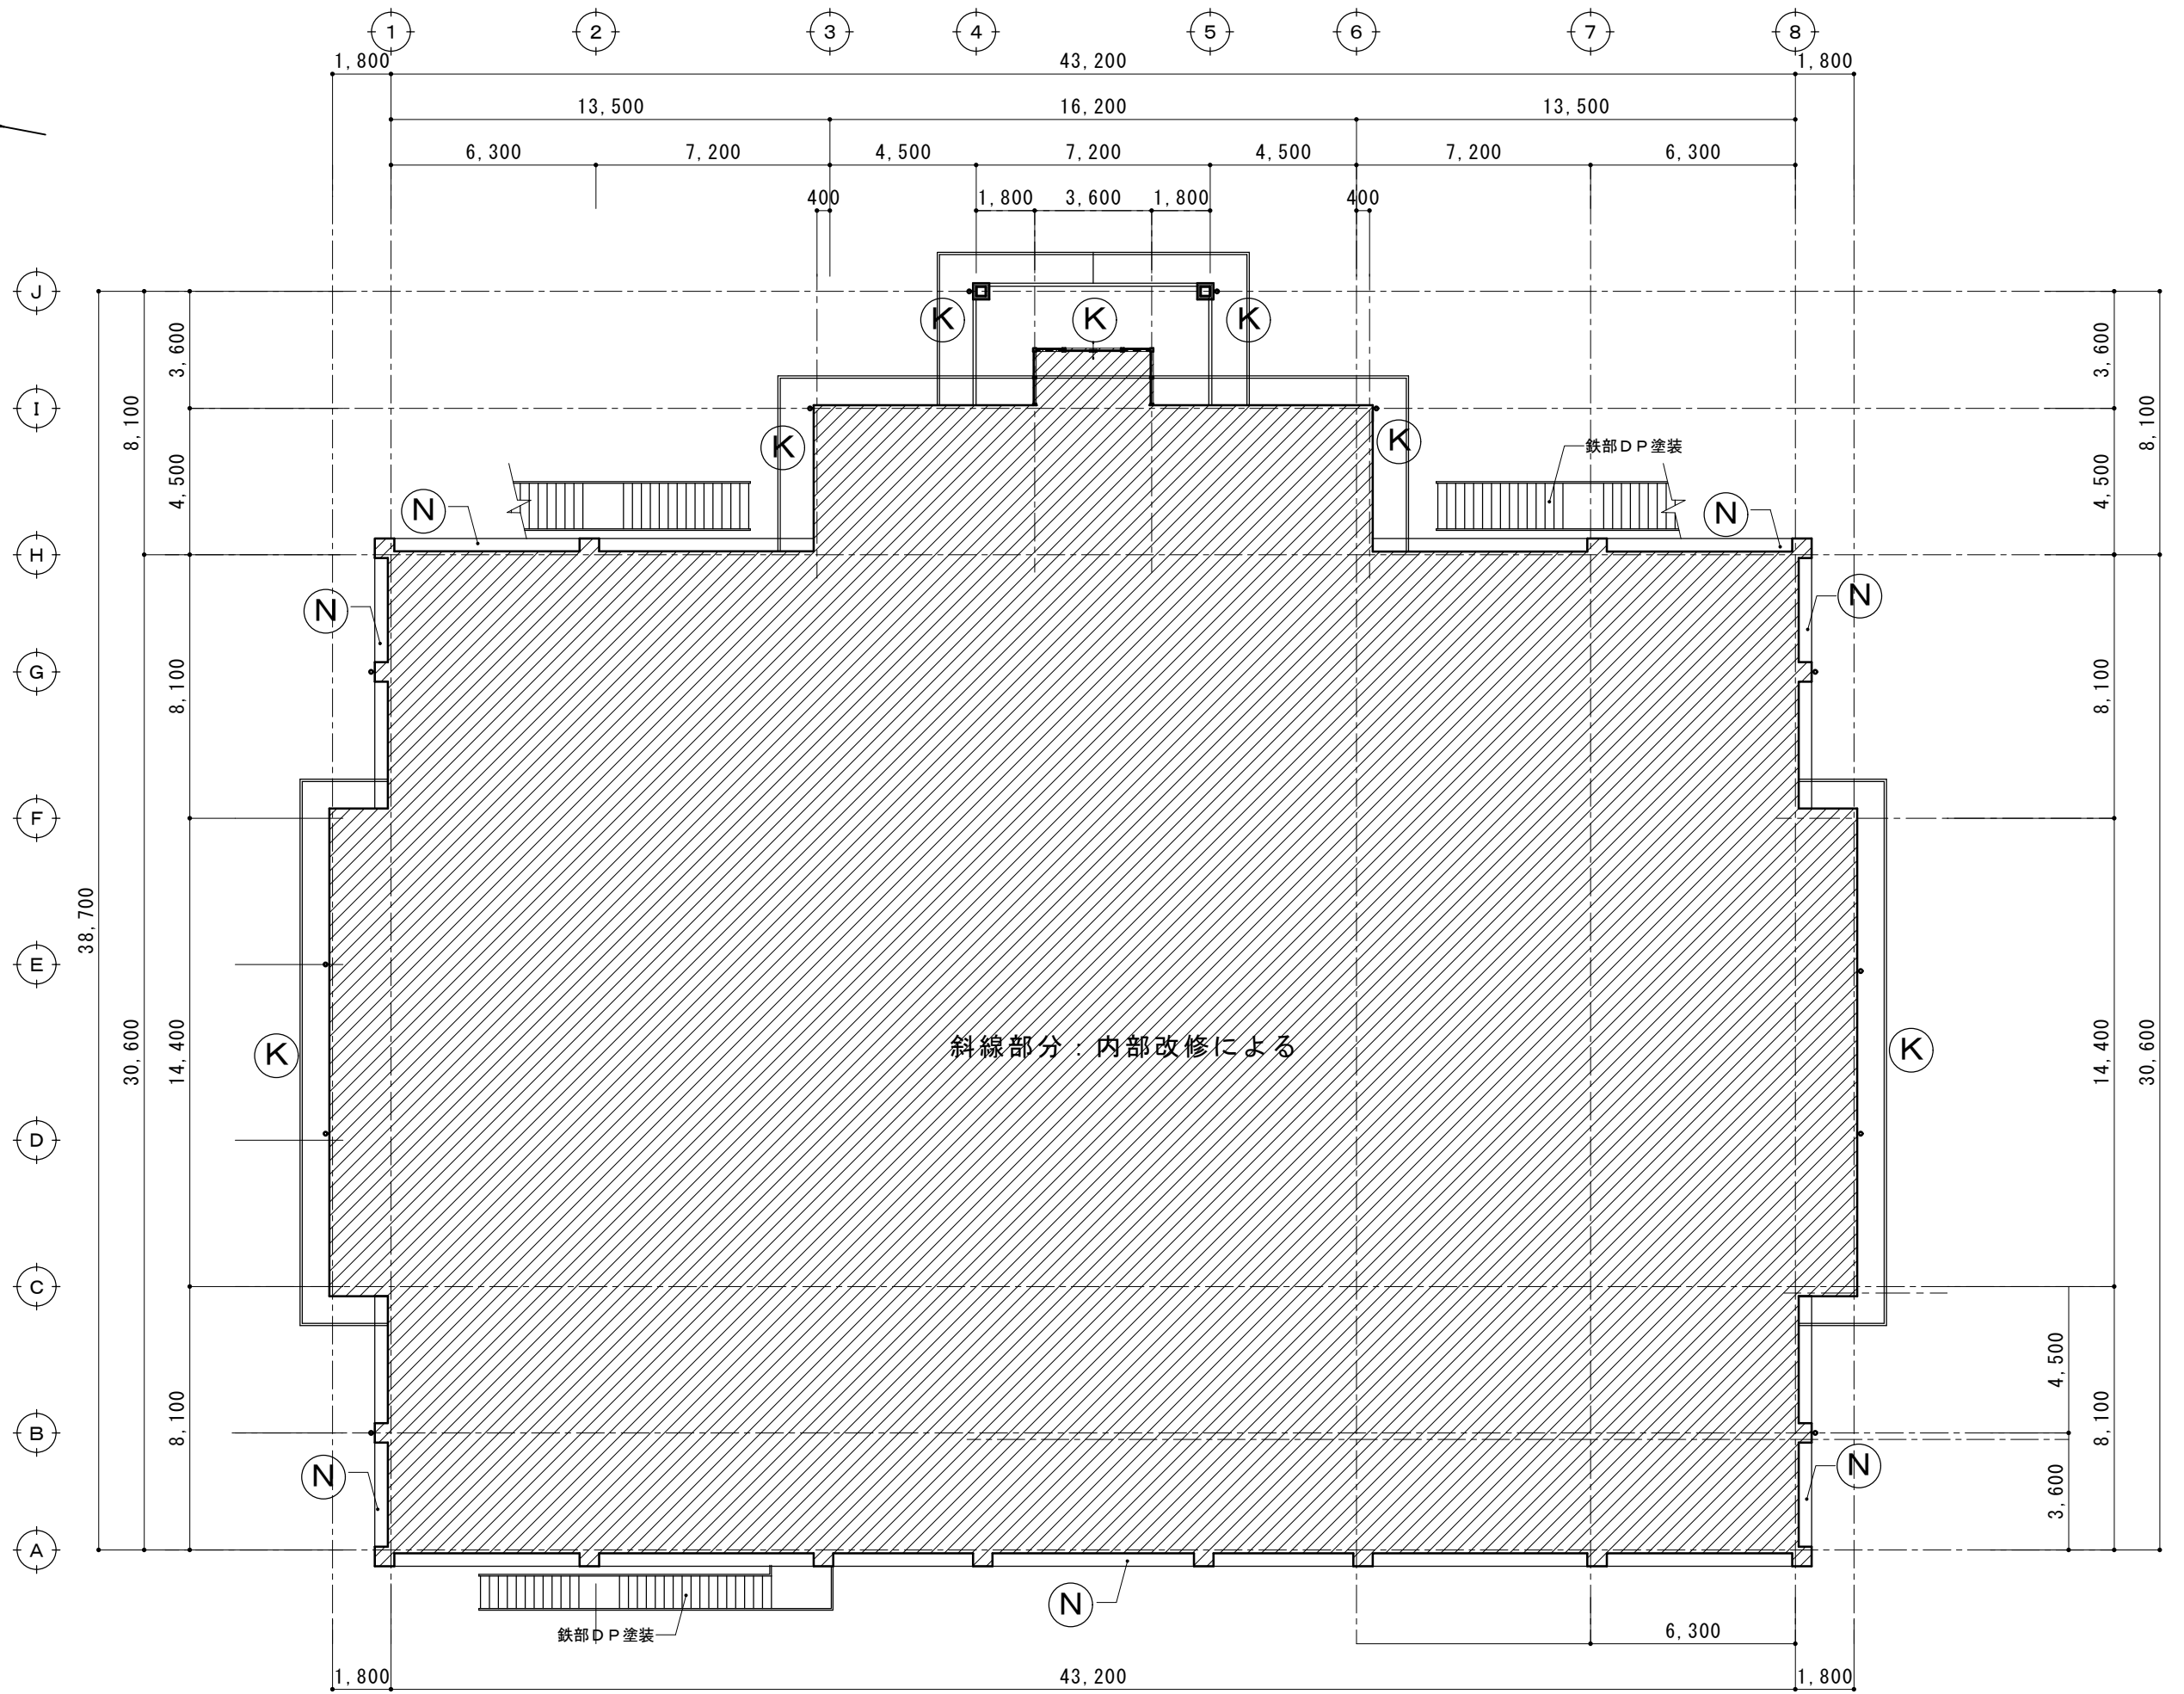 1 2 3 4 5 6 7 8
1,800 43,200 1,800
13,500 16,200 13,500
6,300 7,200 4,500 7,200 4,500 7,200 6,300
400 1,800 3,600 1,800 400
J
K K K
3,600 3,600
I
8,100 8,100
K K
鉄部DP塗装
4,500 4,500
N N
H
N N
G
8,100 8,100
F
38,700
E
斜線部分:内部改修による
K K
30,600 14,400 14,400 30,600
D
C
4,500
8,100 8,100
B
N N
3,600
A
N
鉄部DP塗装
6,300
1,800 43,200 1,800